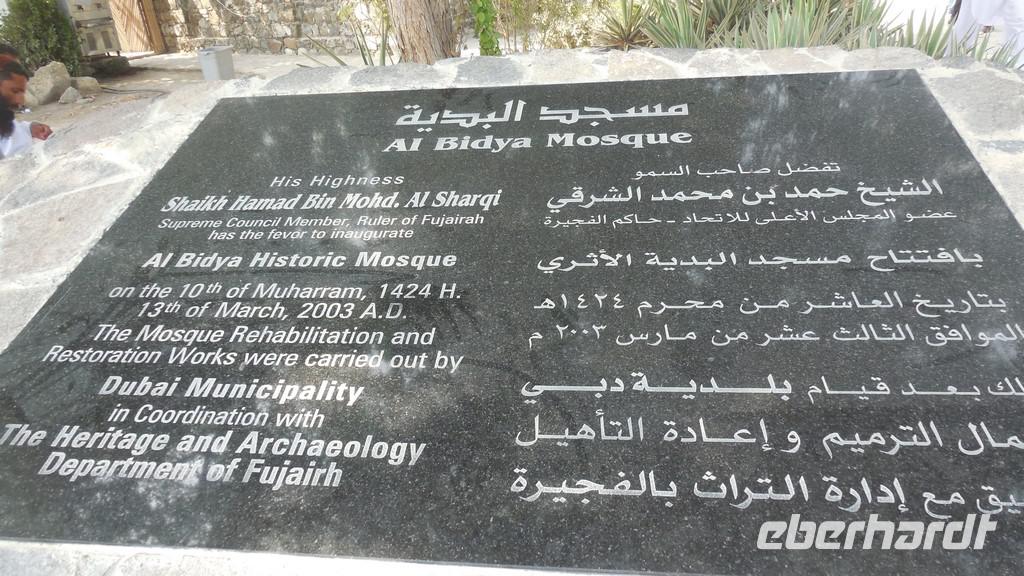 مسجد البدية
Al Bidya Mosque
His Highness
Shaikh Hamad Bin Mohd. Al Sharqi
Supreme Council Member, Ruler of Fujairah
has the fevor to inaugurate
Al Bidya Historic Mosque
on the 10th of Muharram, 1424 H.
13th of March, 2003 A.D.
The Mosque Rehabilitation and
Restoration Works were carried out by
Dubai Municipality
in Coordination with
The Heritage and Archaeology
Department of Fujairh
تفضل صاحب السمو
الشيخ حمد بن محمد الشرقي
عضو المجلس الأعلى للاتحاد - حاكم الفجيرة
بافتتاح مسجد البدية الأثري
بتاريخ العاشر من محرم ١٤٢٤هـ
الموافق الثالث عشر من مارس ٢٠٠٣ م
بعد قيام بلدية دبي
الترميم وإعادة التأهيل
مع إدارة التراث بالفجيرة
eberhardt